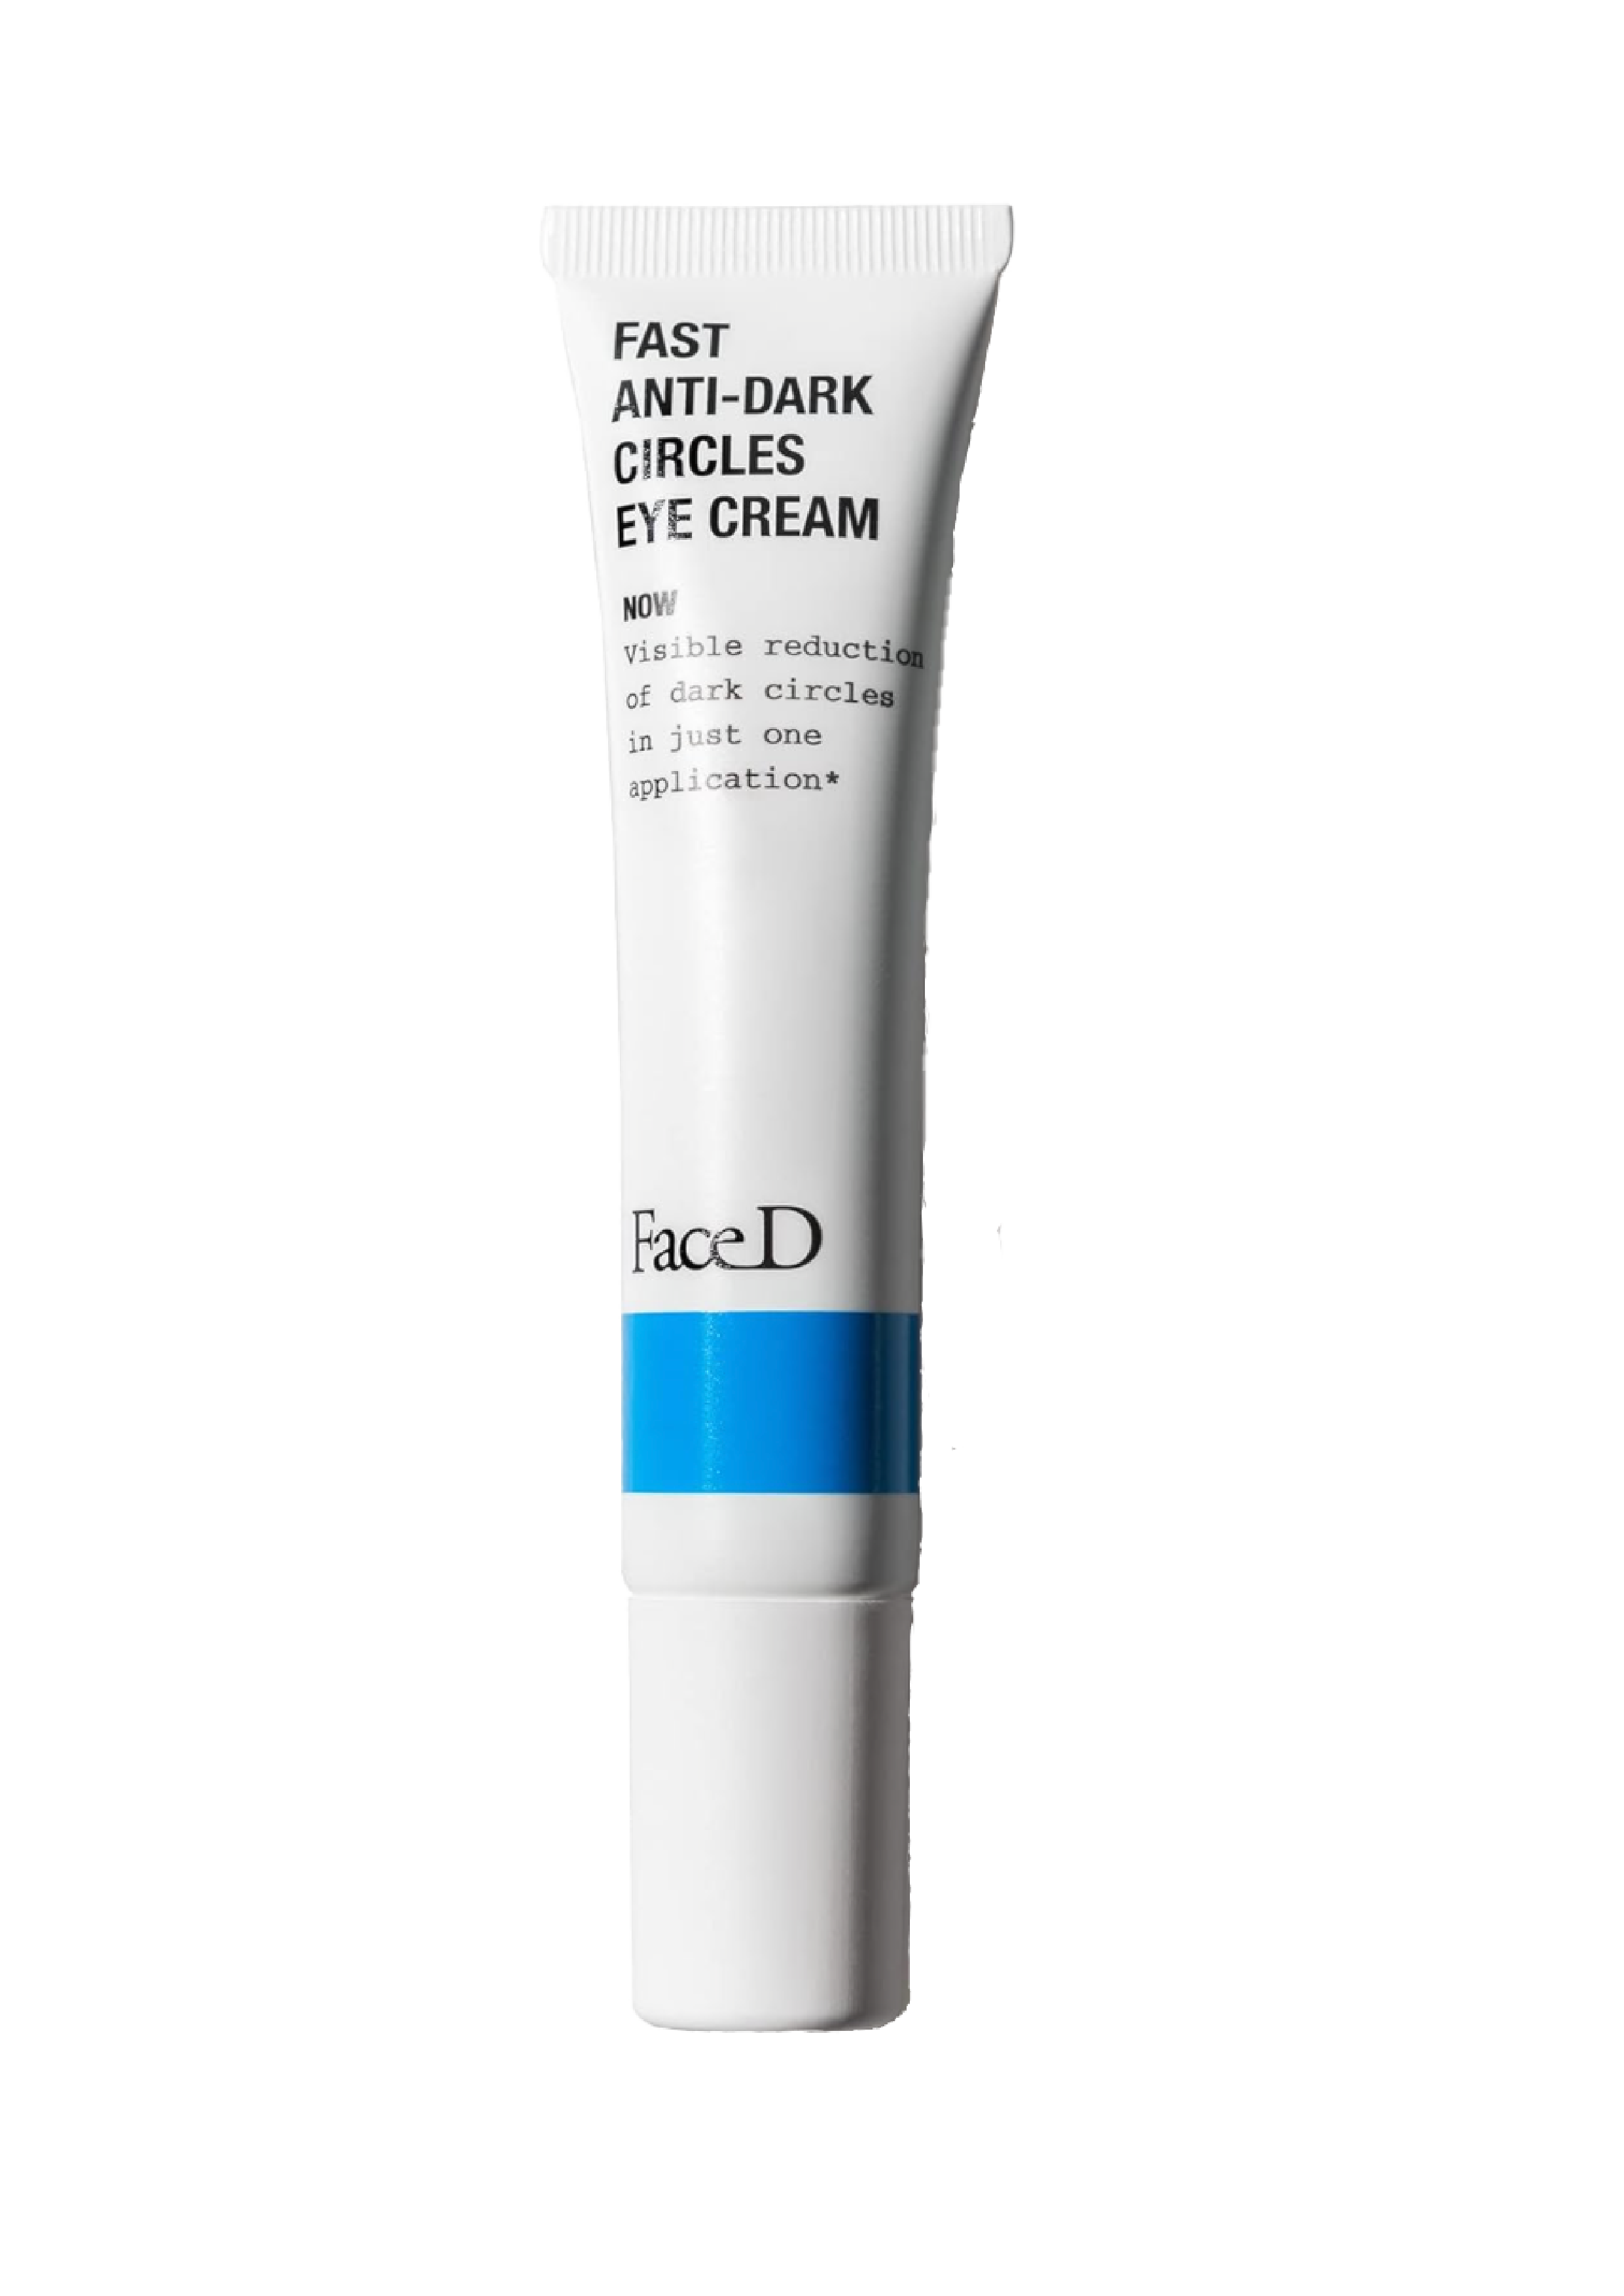 FAST
ANTI-DARK
CIRCLES
EYE CREAM
NOW
Visible reduction
of dark circles
in just one
application*
FaceD